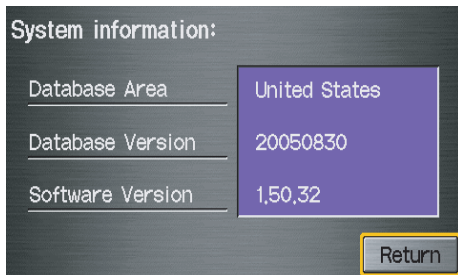 System information:
Database Area United States
Database Version 20050830
Software Version 1.50.32
Return